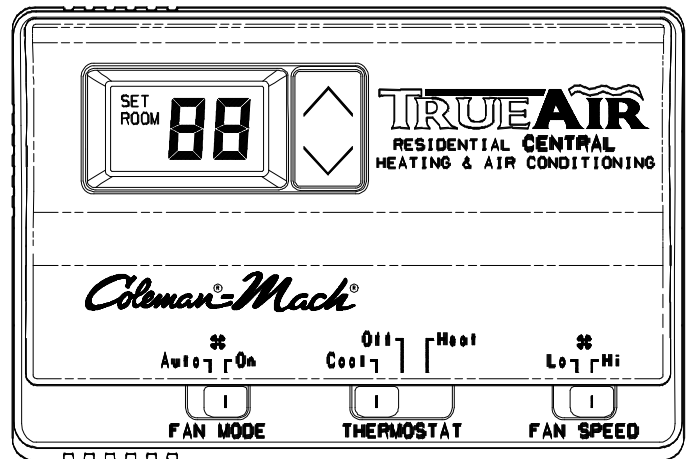 SET
ROOM 88
TRUEAIR
RESIDENTIAL CENTRAL
HEATING & AIR CONDITIONING
Coleman®-Mach®
Auto On
Cool Off Heat
Lo Hi
FAN MODE THERMOSTAT FAN SPEED